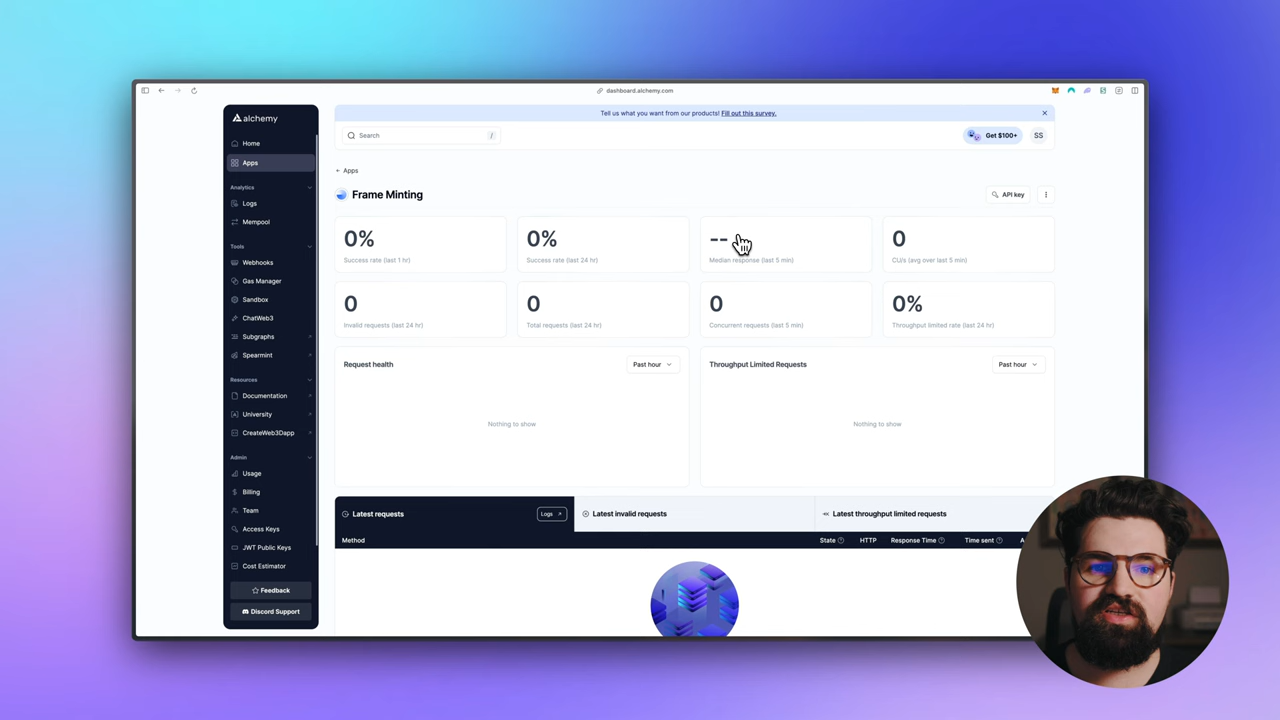 dashboard.alchemy.com
alchemy
Home
Apps
Analytics
Logs
Mempool
Tools
Webhooks
Gas Manager
Sandbox
ChatWeb3
Subgraphs
Spearmint
Resources
Documentation
University
CreateWeb3Dapp
Admin
Usage
Billing
Team
Access Keys
JWT Public Keys
Cost Estimator
Feedback
Discord Support
Tell us what you want from our products! Fill out this survey.
Search /
Get $100+ SS
Apps
Frame Minting
API key
0% 0% -- 0
Success rate (last 1 hr) Success rate (last 24 hr) Median response (last 5 min) CU/s (avg over last 5 min)
0 0 0 0%
Invalid requests (last 24 hr) Total requests (last 24 hr) Concurrent requests (last 5 min) Throughput limited rate (last 24 hr)
Request health Past hour Throughput Limited Requests Past hour
Nothing to show Nothing to show
Latest requests Logs Latest invalid requests Latest throughput limited requests
Method State HTTP Response Time Time sent A